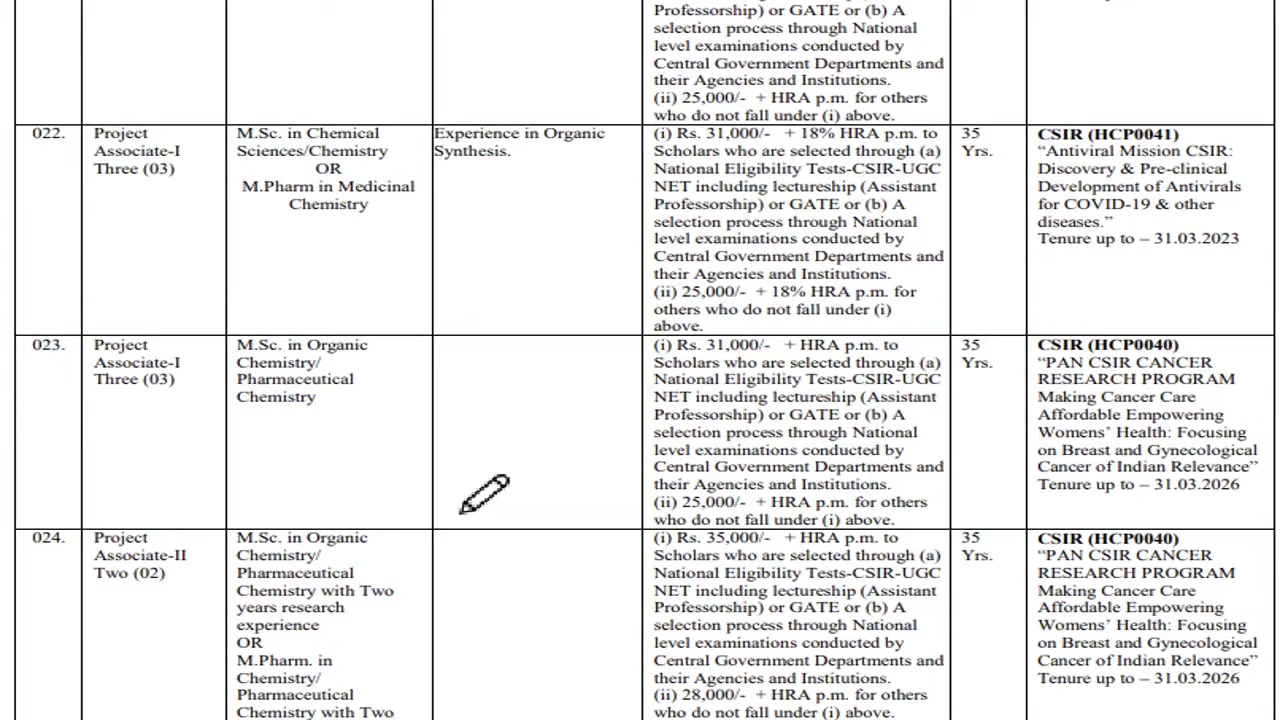 Professorship) or GATE or (b) A
selection process through National
level examinations conducted by
Central Government Departments and
their Agencies and Institutions.
(ii) 25,000/- + HRA p.m. for others
who do not fall under (i) above.
022.
Project
Associate-I
Three (03)
M.Sc. in Chemical
Sciences/Chemistry
OR
M.Pharm in Medicinal
Chemistry
Experience in Organic
Synthesis.
(i) Rs. 31,000/- + 18% HRA p.m. to
Scholars who are selected through (a)
National Eligibility Tests-CSIR-UGC
NET including lectureship (Assistant
Professorship) or GATE or (b) A
selection process through National
level examinations conducted by
Central Government Departments and
their Agencies and Institutions.
(ii) 25,000/- + 18% HRA p.m. for
others who do not fall under (i)
above.
35
Yrs.
CSIR (HCP0041)
“Antiviral Mission CSIR:
Discovery & Pre-clinical
Development of Antivirals
for COVID-19 & other
diseases.”
Tenure up to – 31.03.2023
023.
Project
Associate-I
Three (03)
M.Sc. in Organic
Chemistry/
Pharmaceutical
Chemistry
(i) Rs. 31,000/- + HRA p.m. to
Scholars who are selected through (a)
National Eligibility Tests-CSIR-UGC
NET including lectureship (Assistant
Professorship) or GATE or (b) A
selection process through National
level examinations conducted by
Central Government Departments and
their Agencies and Institutions.
(ii) 25,000/- + HRA p.m. for others
who do not fall under (i) above.
35
Yrs.
CSIR (HCP0040)
“PAN CSIR CANCER
RESEARCH PROGRAM
Making Cancer Care
Affordable Empowering
Womens’ Health: Focusing
on Breast and Gynecological
Cancer of Indian Relevance”
Tenure up to – 31.03.2026
024.
Project
Associate-II
Two (02)
M.Sc. in Organic
Chemistry/
Pharmaceutical
Chemistry with Two
years research
experience
OR
M.Pharm. in
Chemistry/
Pharmaceutical
Chemistry with Two
(i) Rs. 35,000/- + HRA p.m. to
Scholars who are selected through (a)
National Eligibility Tests-CSIR-UGC
NET including lectureship (Assistant
Professorship) or GATE or (b) A
selection process through National
level examinations conducted by
Central Government Departments and
their Agencies and Institutions.
(ii) 28,000/- + HRA p.m. for others
who do not fall under (i) above.
35
Yrs.
CSIR (HCP0040)
“PAN CSIR CANCER
RESEARCH PROGRAM
Making Cancer Care
Affordable Empowering
Womens’ Health: Focusing
on Breast and Gynecological
Cancer of Indian Relevance”
Tenure up to – 31.03.2026